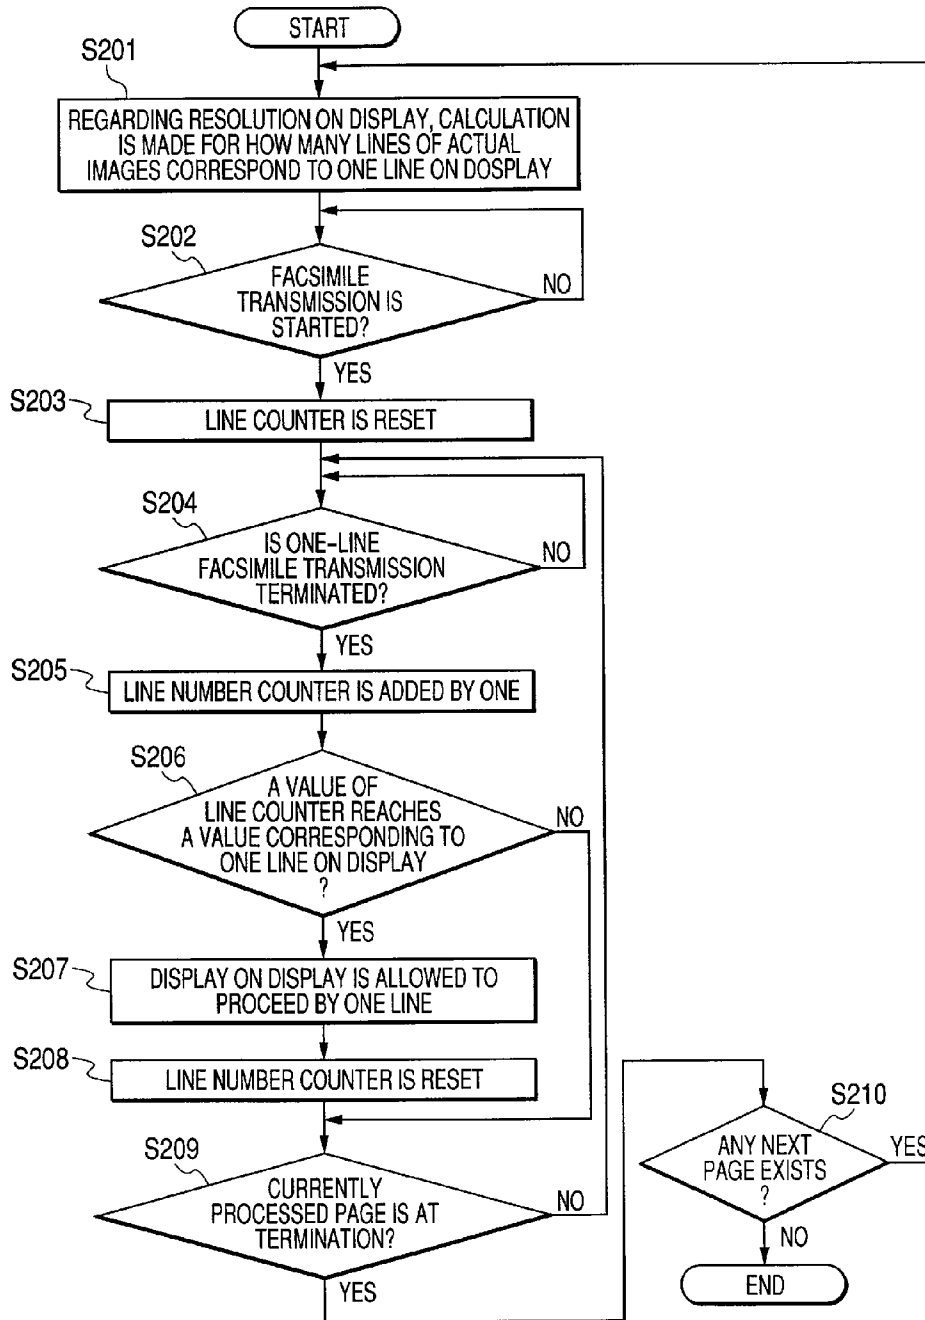 START
S201
REGARDING RESOLUTION ON DISPLAY, CALCULATION
IS MADE FOR HOW MANY LINES OF ACTUAL
IMAGES CORRESPOND TO ONE LINE ON DOSPLAY
S202
FACSIMILE
TRANSMISSION IS
STARTED?
NO
YES
S203
LINE COUNTER IS RESET
S204
IS ONE-LINE
FACSIMILE TRANSMISSION
TERMINATED?
NO
YES
S205
LINE NUMBER COUNTER IS ADDED BY ONE
S206
A VALUE OF
LINE COUNTER REACHES
A VALUE CORRESPONDING TO
ONE LINE ON DISPLAY
?
NO
YES
S207
DISPLAY ON DISPLAY IS ALLOWED TO
PROCEED BY ONE LINE
S208
LINE NUMBER COUNTER IS RESET
S209
CURRENTLY
PROCESSED PAGE IS AT
TERMINATION?
NO
YES
S210
ANY NEXT
PAGE EXISTS
?
YES
NO
END